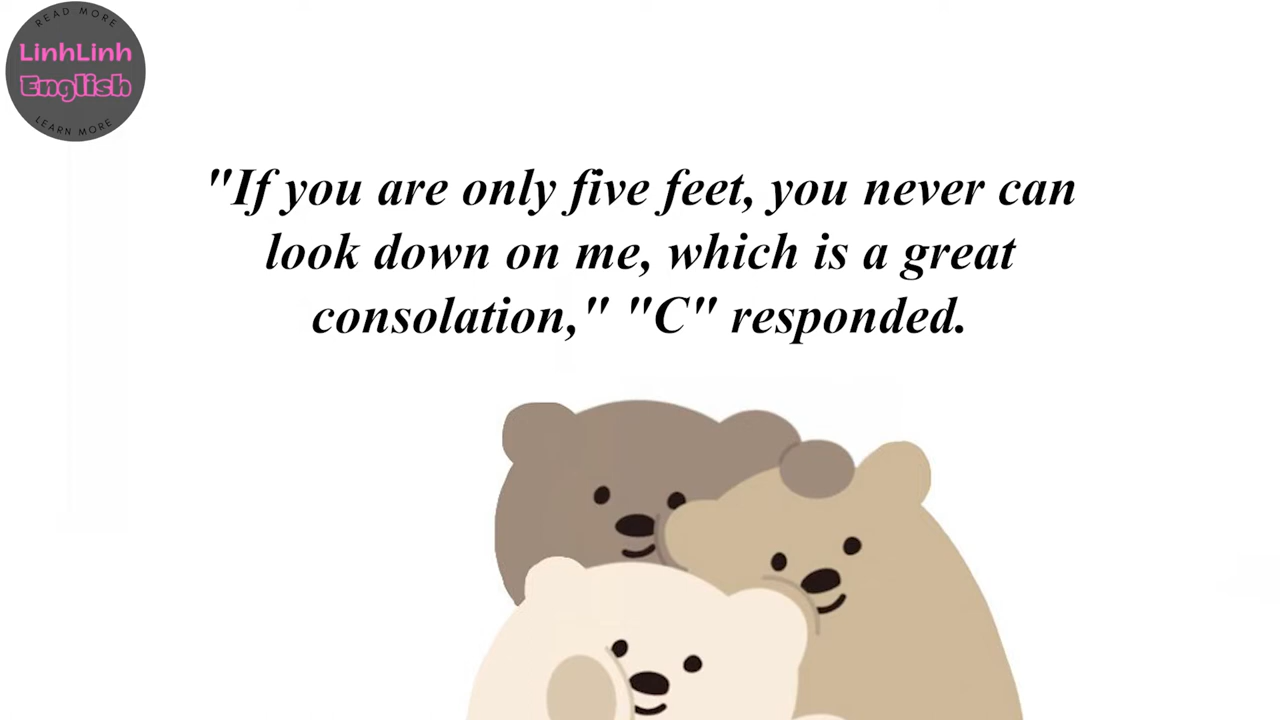 READ MORE
LinhLinh
English
LEARN MORE
"If you are only five feet, you never can
look down on me, which is a great
consolation," "C" responded.